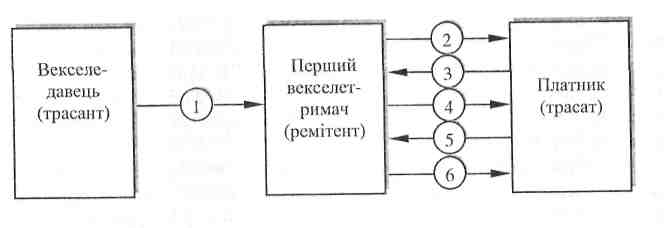 Векселе-
давець
(трасант)
1
Перший
векселет-
римач
(ремітент)
2
3
4
5
6
Платник
(трасат)